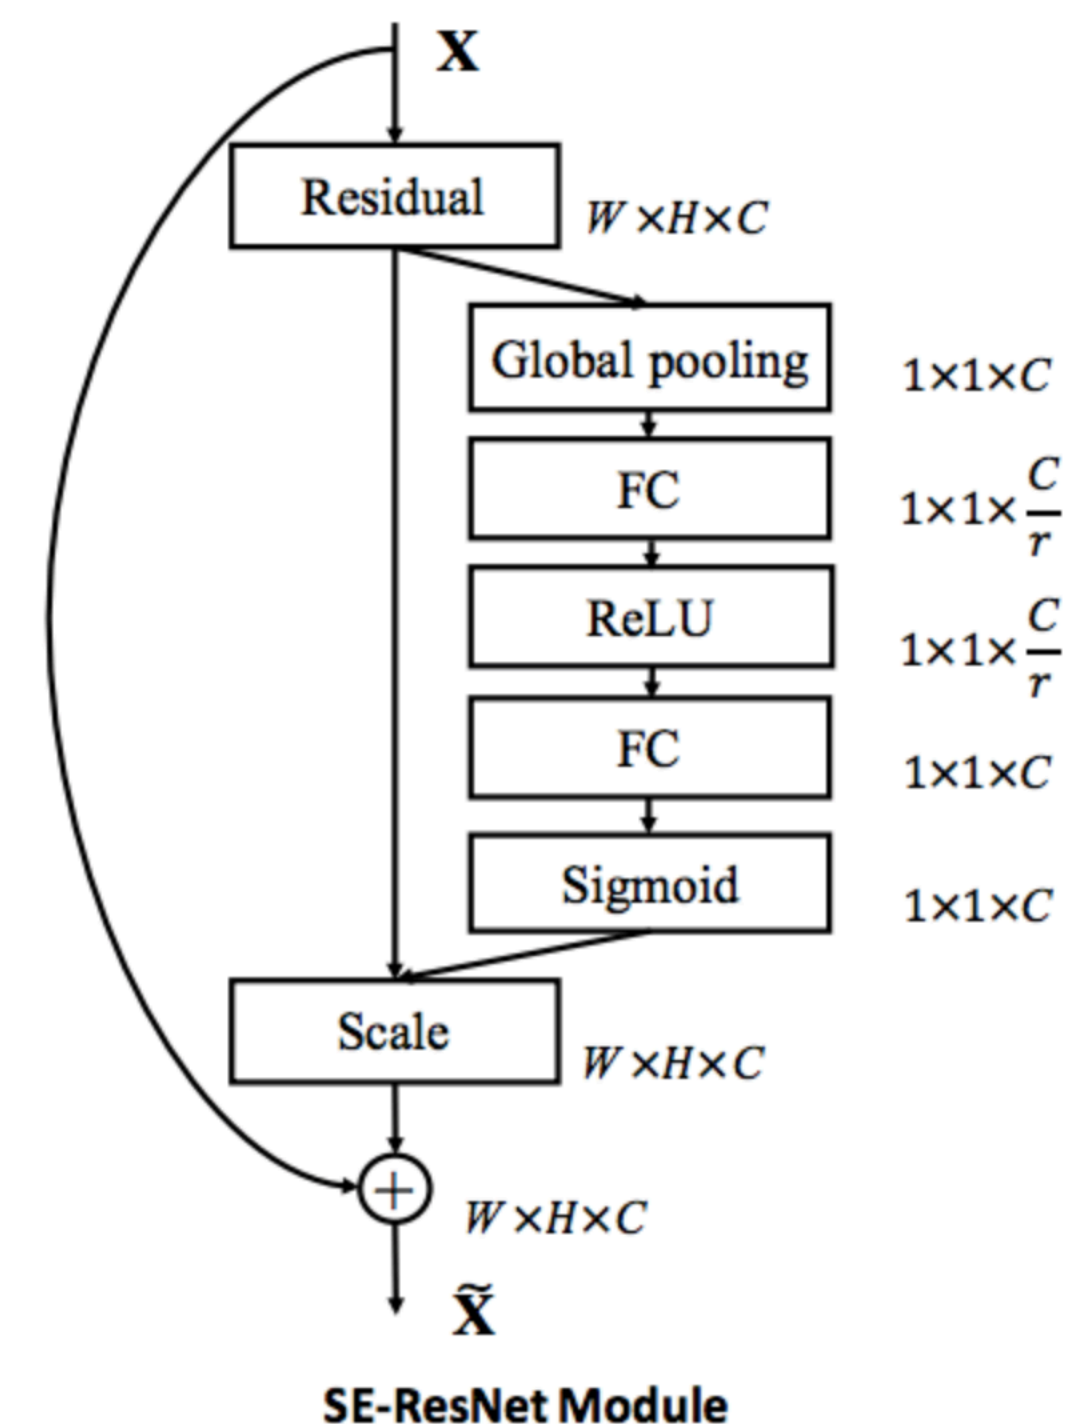 X
Residual
W×H×C
Global pooling
1×1×C
FC
1×1×C/r
ReLU
1×1×C/r
FC
1×1×C
Sigmoid
1×1×C
Scale
W×H×C
+
W×H×C
X̃
SE-ResNet Module